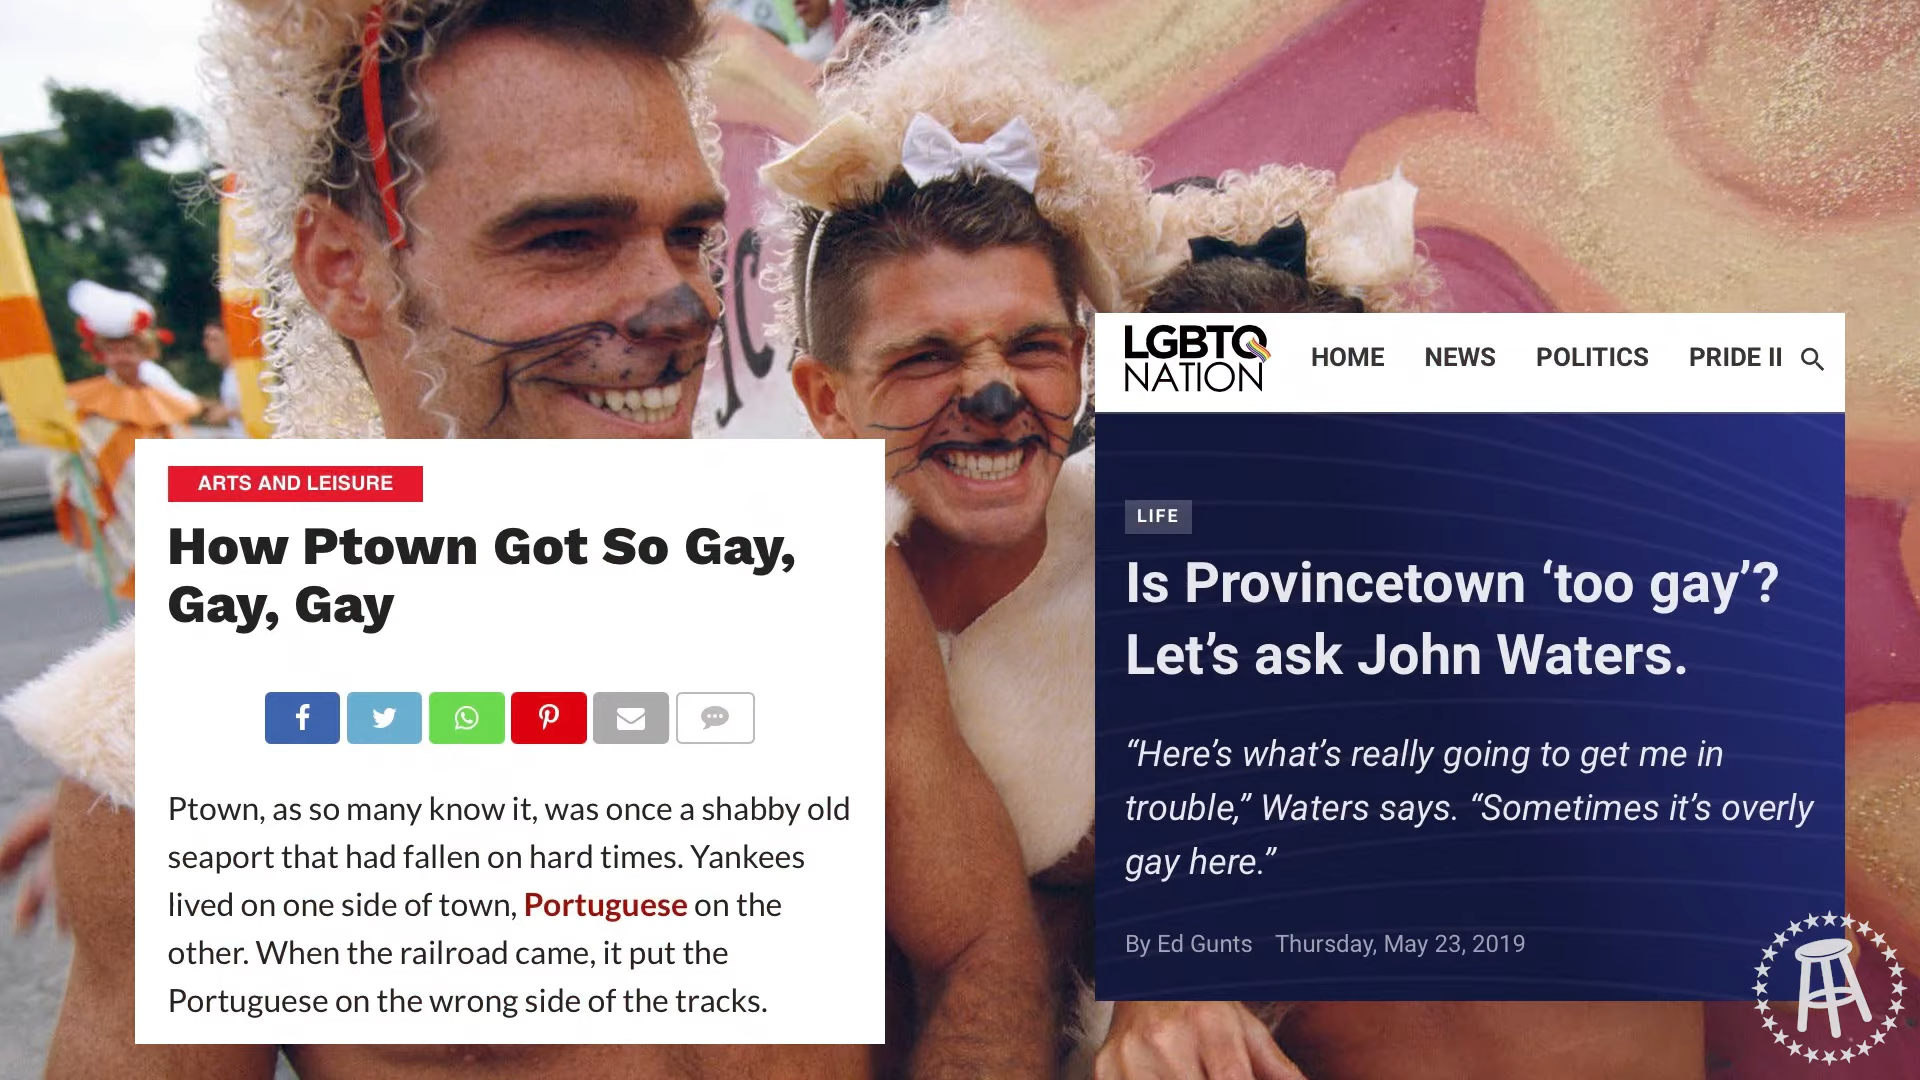 ARTS AND LEISURE
How Ptown Got So Gay,
Gay, Gay
Ptown, as so many know it, was once a shabby old
seaport that had fallen on hard times. Yankees
lived on one side of town, Portuguese on the
other. When the railroad came, it put the
Portuguese on the wrong side of the tracks.
LGBTQ
NATION
HOME NEWS POLITICS PRIDE II
LIFE
Is Provincetown ‘too gay’?
Let’s ask John Waters.
“Here’s what’s really going to get me in
trouble,” Waters says. “Sometimes it’s overly
gay here.”
By Ed Gunts Thursday, May 23, 2019